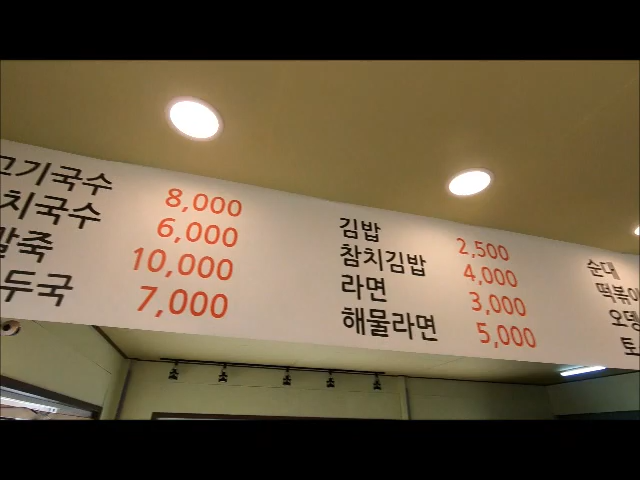 고기국수 8,000
치국수 6,000
죽 10,000
두국 7,000
김밥 2,500
참치김밥 4,000
라면 3,000
해물라면 5,000
순대
떡볶이
오뎅